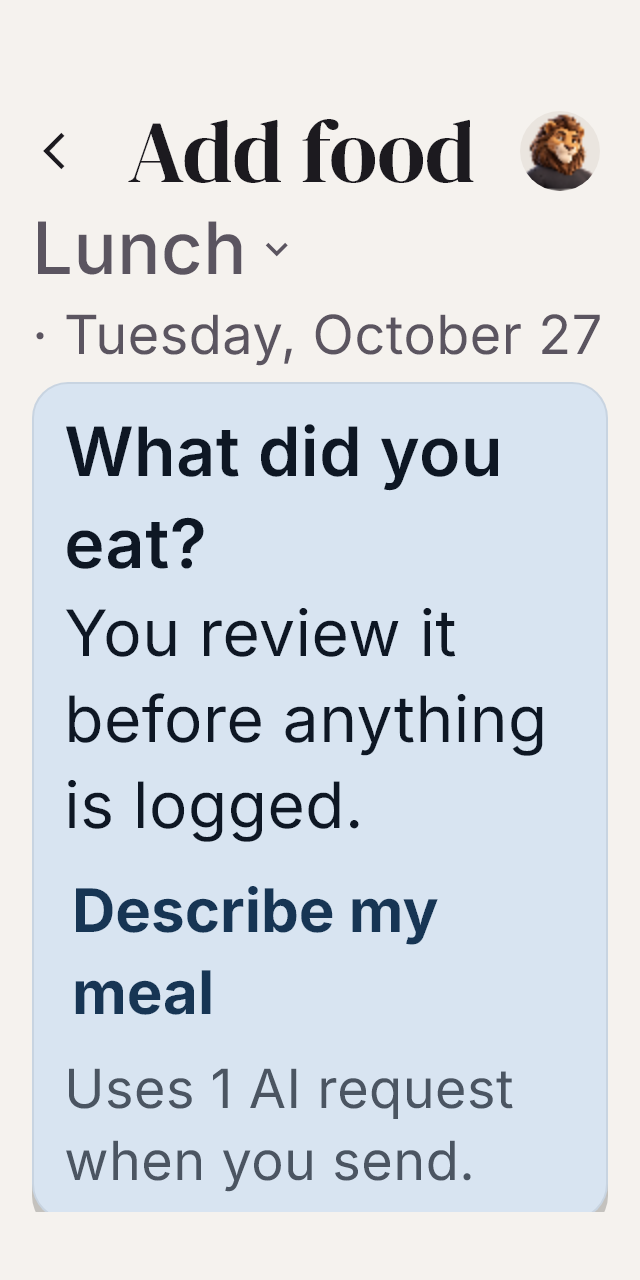 Add food
Lunch
· Tuesday, October 27
What did you
eat?
You review it
before anything
is logged.
Describe my
meal
Uses 1 AI request
when you send.